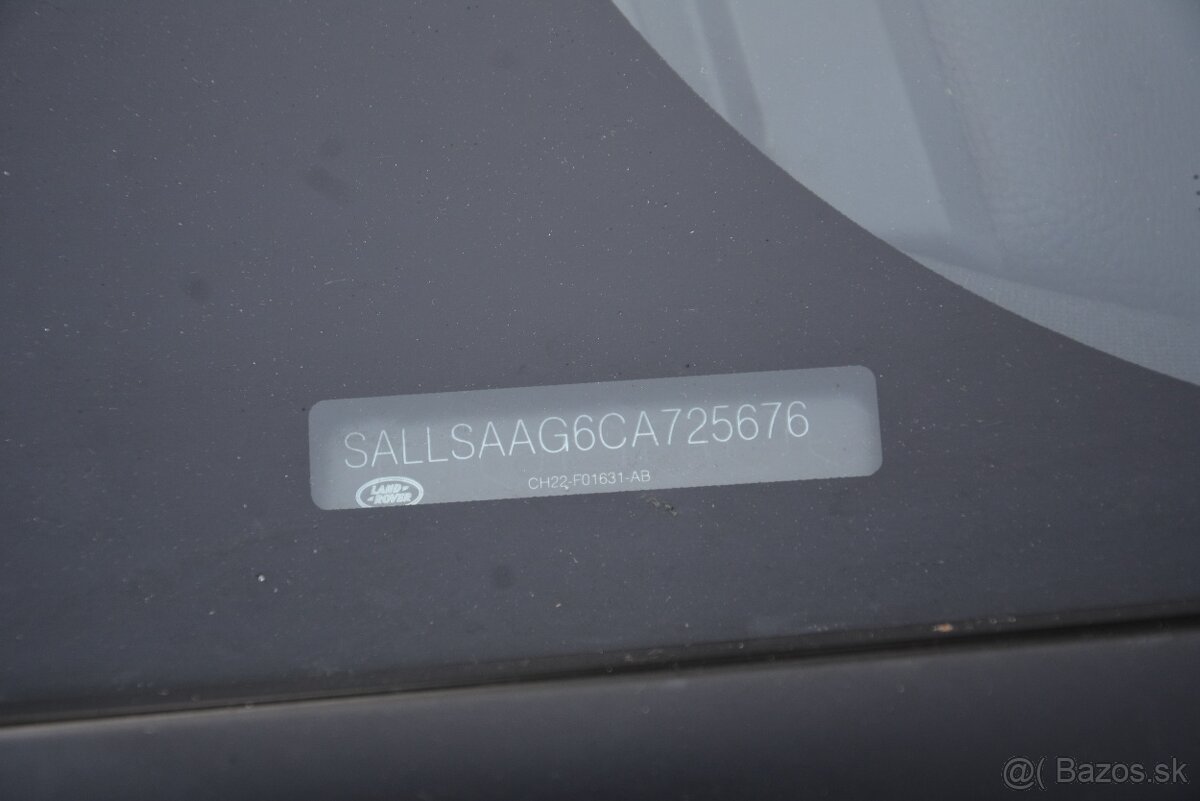 SALLSAAG6CA725676
CH22-F01631-AB
LAND
ROVER
@( Bazos.sk